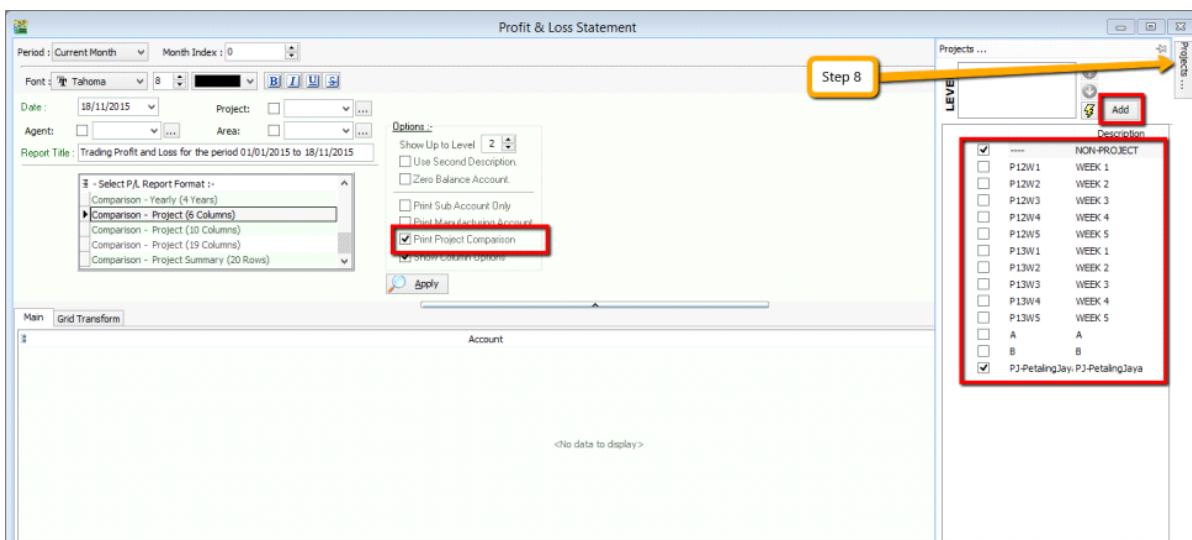 Profit & Loss Statement
Period : Current Month Month Index : 0
Font : Tahoma 8 B I U S
Date : 18/11/2015 Project: ...
Agent: ... Area: ...
Report Title : Trading Profit and Loss for the period 01/01/2015 to 18/11/2015
- Select P/L Report Format :-
Comparison - Yearly (4 Years)
Comparison - Project (6 Columns)
Comparison - Project (10 Columns)
Comparison - Project (19 Columns)
Comparison - Project Summary (20 Rows)
Options :-
Show Up to Level 2
Use Second Description.
Zero Balance Account.
Print Sub Account Only
Print Manufacturing Account
Print Project Comparison
Show Column Options
Apply
Main Grid Transform
Account
<No data to display>
Step 8
Projects ...
Projects ...
LEVEL
Add
Description
---- NON-PROJECT
P12W1 WEEK 1
P12W2 WEEK 2
P12W3 WEEK 3
P12W4 WEEK 4
P12W5 WEEK 5
P13W1 WEEK 1
P13W2 WEEK 2
P13W3 WEEK 3
P13W4 WEEK 4
P13W5 WEEK 5
A A
B B
PJ-PetalingJay PJ-PetalingJaya